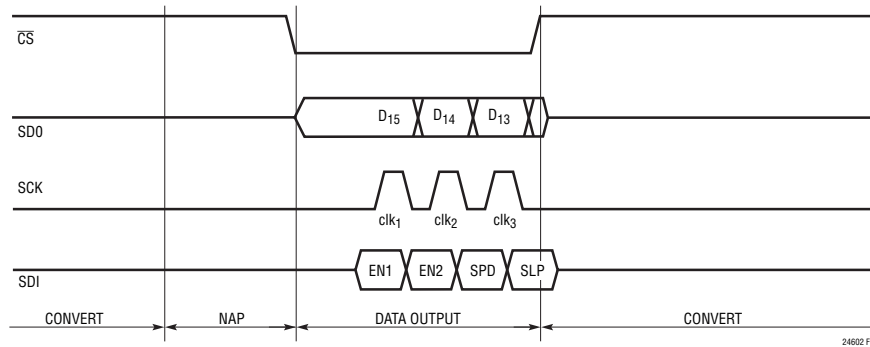 CS
SD0
D15 D14 D13
SCK
clk1 clk2 clk3
SDI
EN1 EN2 SPD SLP
CONVERT NAP DATA OUTPUT CONVERT
24602 F